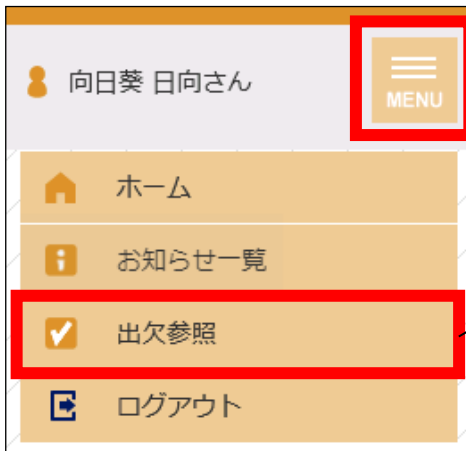 向日葵 日向さん
MENU
ホーム
お知らせ一覧
出欠参照
ログアウト